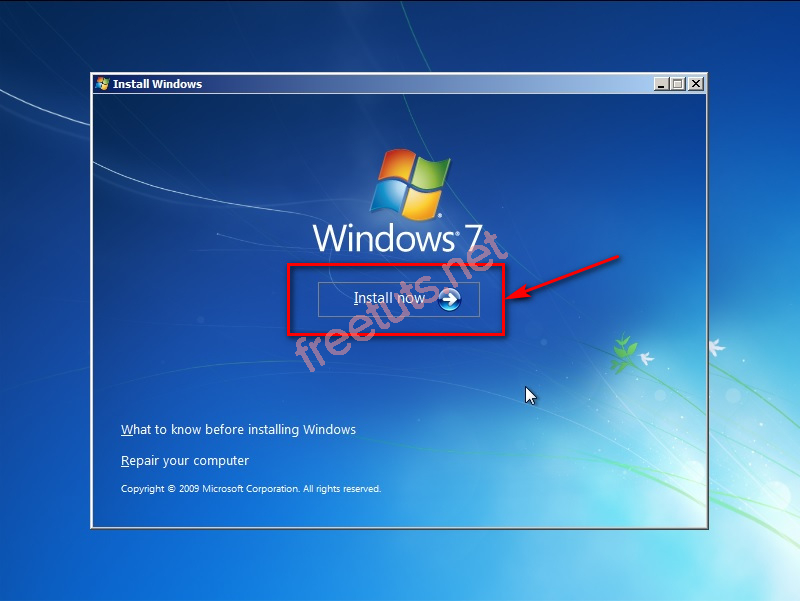 Install Windows
Windows® 7
Install now
freetuts.net
What to know before installing Windows
Repair your computer
Copyright © 2009 Microsoft Corporation. All rights reserved.